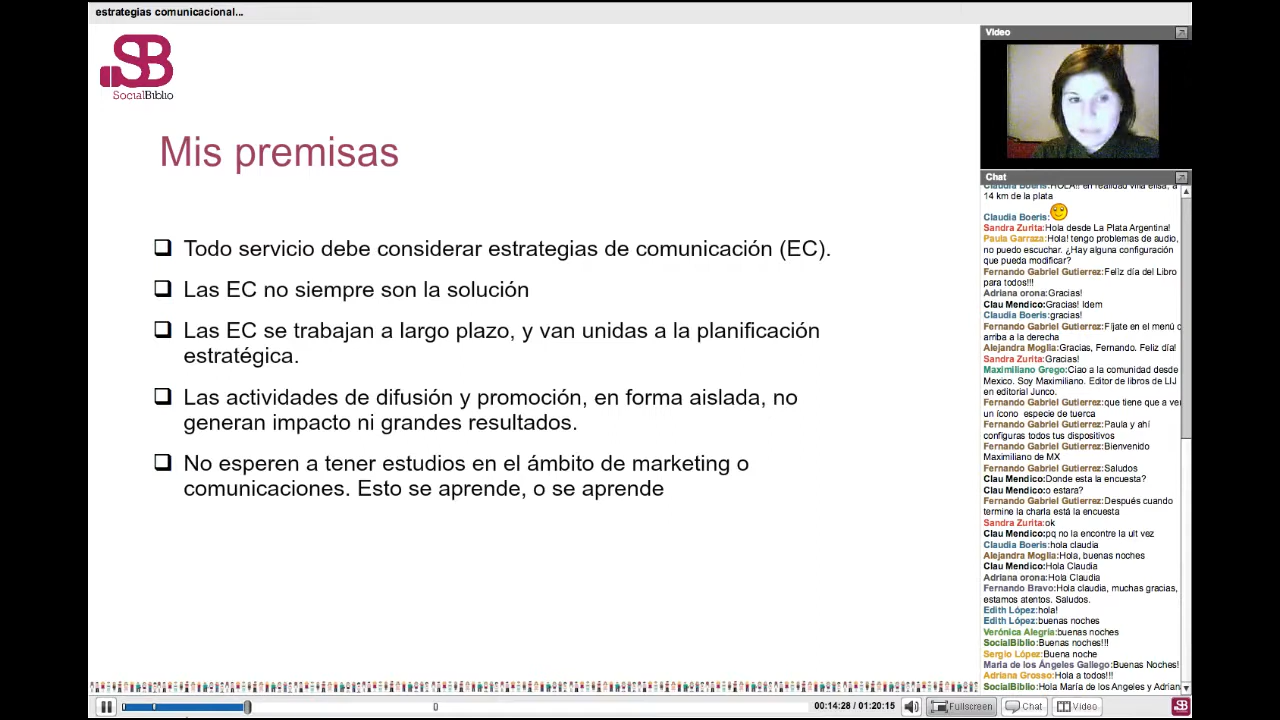 estrategias comunicacional...
SB
SocialBiblio
Mis premisas
Todo servicio debe considerar estrategias de comunicación (EC).
Las EC no siempre son la solución
Las EC se trabajan a largo plazo, y van unidas a la planificación
estratégica.
Las actividades de difusión y promoción, en forma aislada, no
generan impacto ni grandes resultados.
No esperen a tener estudios en el ámbito de marketing o
comunicaciones. Esto se aprende, o se aprende
Video
Chat
Claudia Boeris:HOLA!! en realidad villa elisa, a
14 km de la plata
Claudia Boeris:
Sandra Zurita:Hola desde La Plata Argentina!
Paula Garraza:Hola! tengo problemas de audio,
no puedo escuchar. ¿Hay alguna configuración
que pueda modificar?
Fernando Gabriel Gutierrez:Feliz día del Libro
para todos!!!
Adriana orona:Gracias!
Clau Mendico:Gracias! Idem
Claudia Boeris:gracias!
Fernando Gabriel Gutierrez:Fíjate en el menú d
arriba a la derecha
Alejandra Moglia:Gracias, Fernando. Feliz día!
Sandra Zurita:Gracias!
Maximiliano Grego:Ciao a la comunidad desde
Mexico. Soy Maximiliano. Editor de libros de LIJ
en editorial Junco.
Fernando Gabriel Gutierrez:que tiene que a ver
un ícono especie de tuerca
Fernando Gabriel Gutierrez:Paula y ahí
configuras todos tus dispositivos
Fernando Gabriel Gutierrez:Bienvenido
Maximiliano de MX
Fernando Gabriel Gutierrez:Saludos
Clau Mendico:Donde esta la encuesta?
Clau Mendico:o estara?
Fernando Gabriel Gutierrez:Después cuando
termine la charla está la encuesta
Sandra Zurita:ok
Clau Mendico:pq no la encontre la ult vez
Claudia Boeris:hola claudia
Alejandra Moglia:Hola, buenas noches
Clau Mendico:Hola Claudia
Adriana orona:Hola Claudia
Fernando Bravo:Hola claudia, muchas gracias,
estamos atentos. Saludos.
Edith López:hola!
Edith López:buenas noches
Verónica Alegría:buenas noches
SocialBiblio:Buenas noches!!!
Sergio López:Buena noche
María de los Ángeles Gallego:Buenas Noches!
Adriana Grosso:Hola a todos!!!
SocialBiblio:Hola María de los Angeles y Adrian
00:14:28 / 01:20:15
Fullscreen
Chat
Video
SB